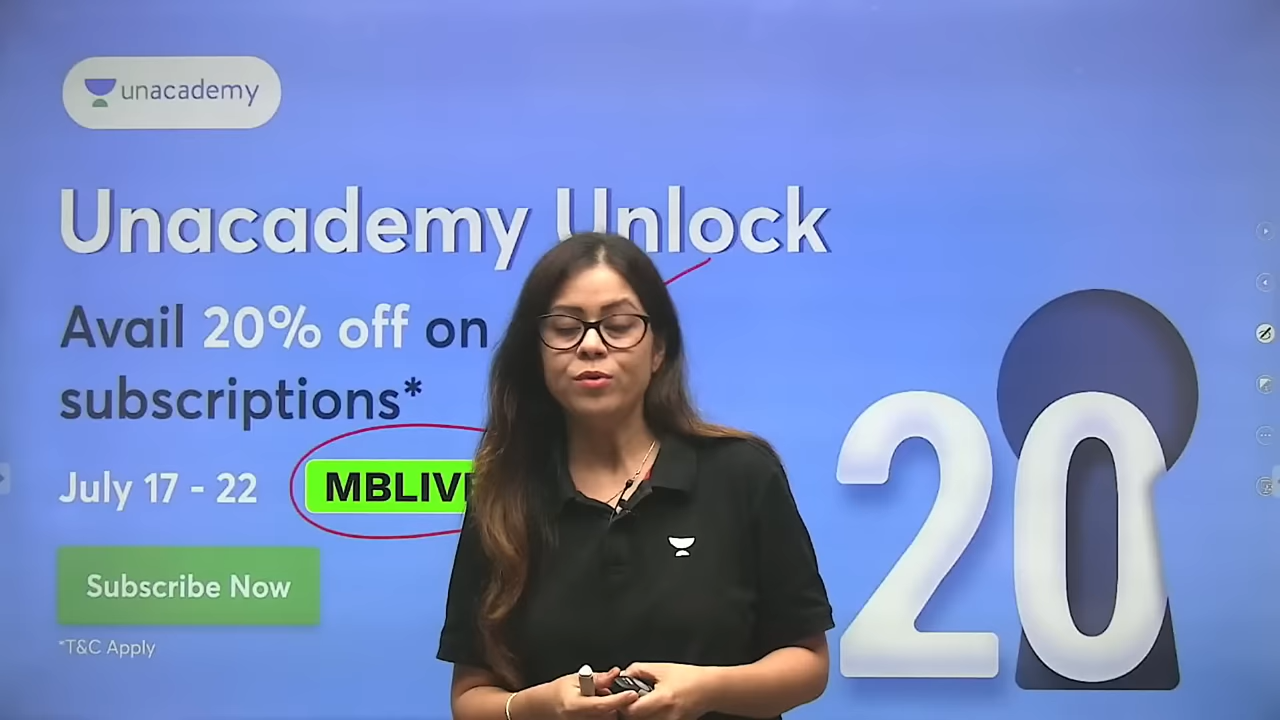 unacademy
Unacademy Unlock
Avail 20% off on
subscriptions*
July 17 - 22
Subscribe Now
*T&C Apply
20